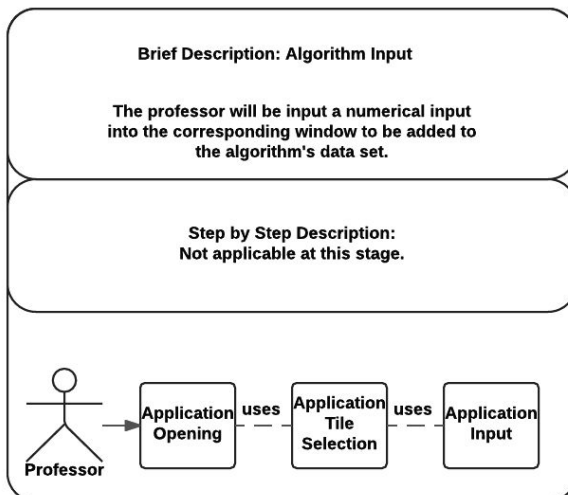 Brief Description: Algorithm Input
The professor will be input a numerical input
into the corresponding window to be added to
the algorithm's data set.
Step by Step Description:
Not applicable at this stage.
Professor
Application
Opening
uses
Application
Tile
Selection
uses
Application
Input